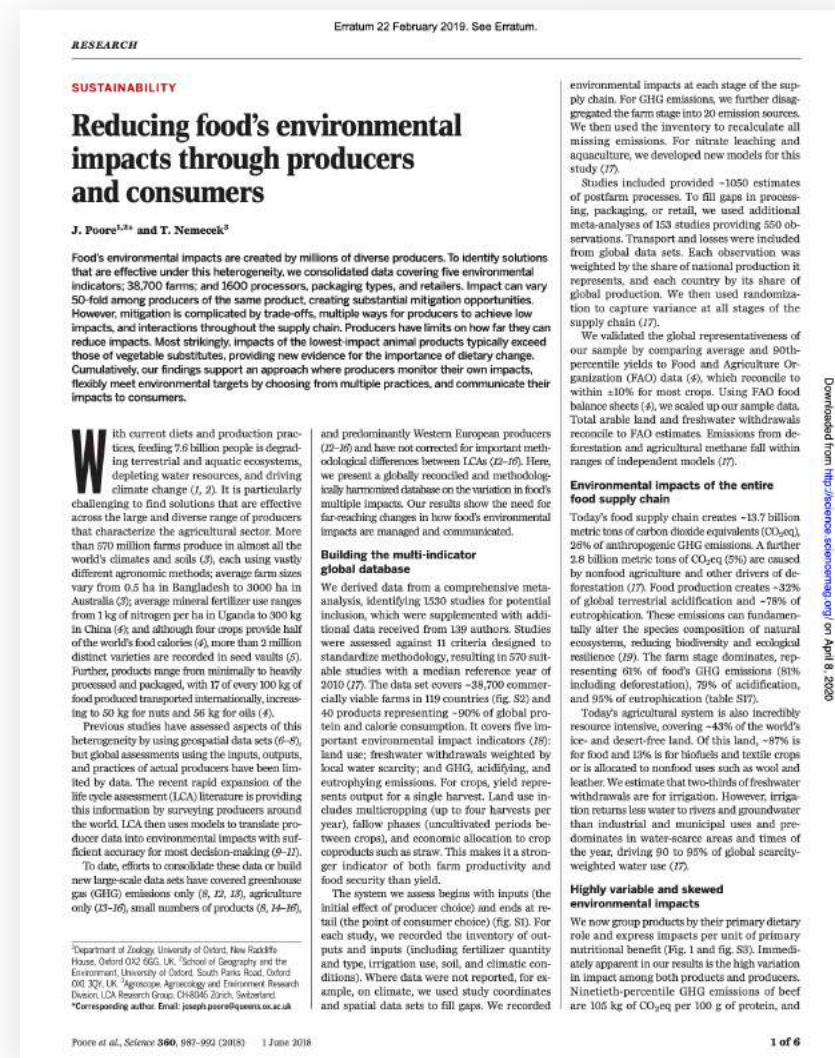 Erratum 22 February 2019. See Erratum.
RESEARCH
SUSTAINABILITY
Reducing food's environmental
impacts through producers
and consumers
J. Poore1,2* and T. Nemecek3
Food's environmental impacts are created by millions of diverse producers. To identify solutions
that are effective under this heterogeneity, we consolidated data covering five environmental
indicators; 38,700 farms; and 1600 processors, packaging types, and retailers. Impact can vary
50-fold among producers of the same product, creating substantial mitigation opportunities.
However, mitigation is complicated by trade-offs, multiple ways for producers to achieve low
impacts, and interactions throughout the supply chain. Producers have limits on how far they can
reduce impacts. Most strikingly, impacts of the lowest-impact animal products typically exceed
those of vegetable substitutes, providing new evidence for the importance of dietary change.
Cumulatively, our findings support an approach where producers monitor their own impacts,
flexibly meet environmental targets by choosing from multiple practices, and communicate their
impacts to consumers.
With current diets and production prac-
tices, feeding 7.6 billion people is degrad-
ing terrestrial and aquatic ecosystems,
depleting water resources, and driving
climate change (1, 2). It is particularly
challenging to find solutions that are effective
across the large and diverse range of producers
that characterize the agricultural sector. More
than 570 million farms produce in almost all the
world's climates and soils (3), each using vastly
different agronomic methods; average farm sizes
vary from 0.5 ha in Bangladesh to 3000 ha in
Australia (3); average mineral fertilizer use ranges
from 1 kg of nitrogen per ha in Uganda to 300 kg
in China (4); and although four crops provide half
of the world's food calories (4), more than 2 million
distinct varieties are recorded in seed vaults (5).
Further, products range from minimally to heavily
processed and packaged, with 17 of every 100 kg of
food produced transported internationally, increas-
ing to 50 kg for nuts and 56 kg for oils (4).
Previous studies have assessed aspects of this
heterogeneity by using geospatial data sets (6–8),
but global assessments using the inputs, outputs,
and practices of actual producers have been lim-
ited by data. The recent rapid expansion of the
life cycle assessment (LCA) literature is providing
this information by surveying producers around
the world. LCA then uses models to translate pro-
ducer data into environmental impacts with suf-
ficient accuracy for most decision-making (9–11).
To date, efforts to consolidate these data or build
new large-scale data sets have covered greenhouse
gas (GHG) emissions only (8, 12, 13), agriculture
only (13–16), small numbers of products (8, 14–16),
1Department of Zoology, University of Oxford, New Radcliffe
House, Oxford OX2 6GG, UK. 2School of Geography and the
Environment, University of Oxford, South Parks Road, Oxford
OX1 3QY, UK. 3Agroscope, Agroecology and Environment Research
Division, LCA Research Group, CH-8046 Zürich, Switzerland.
*Corresponding author. Email: joseph.poore@queens.ox.ac.uk
and predominantly Western European producers
(12–16) and have not corrected for important meth-
odological differences between LCAs (12–16). Here,
we present a globally reconciled and methodolog-
ically harmonized database on the variation in food's
multiple impacts. Our results show the need for
far-reaching changes in how food's environmental
impacts are managed and communicated.
Building the multi-indicator
global database
We derived data from a comprehensive meta-
analysis, identifying 1530 studies for potential
inclusion, which were supplemented with addi-
tional data received from 139 authors. Studies
were assessed against 11 criteria designed to
standardize methodology, resulting in 570 suit-
able studies with a median reference year of
2010 (17). The data set covers ~38,700 commer-
cially viable farms in 119 countries (fig. S2) and
40 products representing ~90% of global pro-
tein and calorie consumption. It covers five im-
portant environmental impact indicators (18):
land use; freshwater withdrawals weighted by
local water scarcity; and GHG, acidifying, and
eutrophying emissions. For crops, yield repre-
sents output for a single harvest. Land use in-
cludes multicropping (up to four harvests per
year), fallow phases (uncultivated periods be-
tween crops), and economic allocation to crop
coproducts such as straw. This makes it a stron-
ger indicator of both farm productivity and
food security than yield.
The system we assess begins with inputs (the
initial effect of producer choice) and ends at re-
tail (the point of consumer choice) (fig. S1). For
each study, we recorded the inventory of out-
puts and inputs (including fertilizer quantity
and type, irrigation use, soil, and climatic con-
ditions). Where data were not reported, for ex-
ample, on climate, we used study coordinates
and spatial data sets to fill gaps. We recorded
environmental impacts at each stage of the sup-
ply chain. For GHG emissions, we further disag-
gregated the farm stage into 20 emission sources.
We then used the inventory to recalculate all
missing emissions. For nitrate leaching and
aquaculture, we developed new models for this
study (17).
Studies included provided ~1050 estimates
of postfarm processes. To fill gaps in process-
ing, packaging, or retail, we used additional
meta-analyses of 153 studies providing 550 ob-
servations. Transport and losses were included
from global data sets. Each observation was
weighted by the share of national production it
represents, and each country by its share of
global production. We then used randomiza-
tion to capture variance at all stages of the
supply chain (17).
We validated the global representativeness of
our sample by comparing average and 90th-
percentile yields to Food and Agriculture Or-
ganization (FAO) data (4), which reconcile to
within ±10% for most crops. Using FAO food
balance sheets (4), we scaled up our sample data.
Total arable land and freshwater withdrawals
reconcile to FAO estimates. Emissions from de-
forestation and agricultural methane fall within
ranges of independent models (17).
Environmental impacts of the entire
food supply chain
Today's food supply chain creates ~13.7 billion
metric tons of carbon dioxide equivalents (CO2eq),
26% of anthropogenic GHG emissions. A further
2.8 billion metric tons of CO2eq (5%) are caused
by nonfood agriculture and other drivers of de-
forestation (17). Food production creates ~32%
of global terrestrial acidification and ~78% of
eutrophication. These emissions can fundamen-
tally alter the species composition of natural
ecosystems, reducing biodiversity and ecological
resilience (19). The farm stage dominates, rep-
resenting 61% of food's GHG emissions (81%
including deforestation), 79% of acidification,
and 95% of eutrophication (table S17).
Today's agricultural system is also incredibly
resource intensive, covering ~43% of the world's
ice- and desert-free land. Of this land, ~87% is
for food and 13% is for biofuels and textile crops
or is allocated to nonfood uses such as wool and
leather. We estimate that two-thirds of freshwater
withdrawals are for irrigation. However, irriga-
tion returns less water to rivers and groundwater
than industrial and municipal uses and pre-
dominates in water-scarce areas and times of
the year, driving 90 to 95% of global scarcity-
weighted water use (17).
Highly variable and skewed
environmental impacts
We now group products by their primary dietary
role and express impacts per unit of primary
nutritional benefit (Fig. 1 and fig. S3). Immedi-
ately apparent in our results is the high variation
in impact among both products and producers.
Ninetieth-percentile GHG emissions of beef
are 105 kg of CO2eq per 100 g of protein, and
Downloaded from http://science.sciencemag.org/ on April 8, 2020
Poore et al., Science 360, 987–992 (2018) 1 June 2018
1 of 6